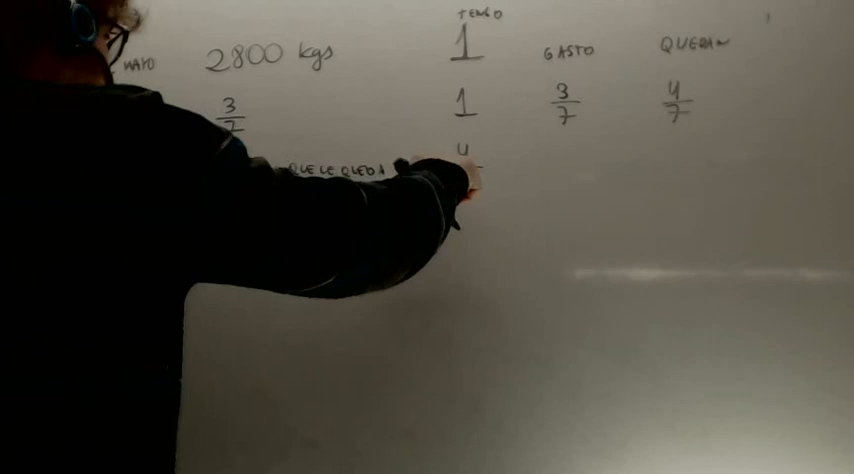 TENGO
MAYO 2800 kgs 1 GASTO QUEDAN
3/7 1 3/7 4/7
QUE LE QUEDA 4